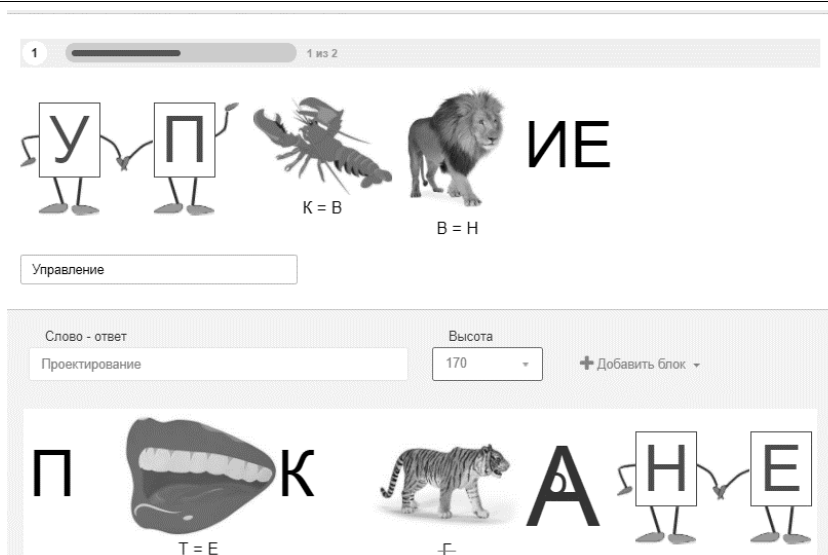 1 1 из 2
У П ИЕ
К = В
В = Н
Управление
Слово - ответ Высота
Проектирование 170 Добавить блок
П К А о Н Е
Т = Е Г